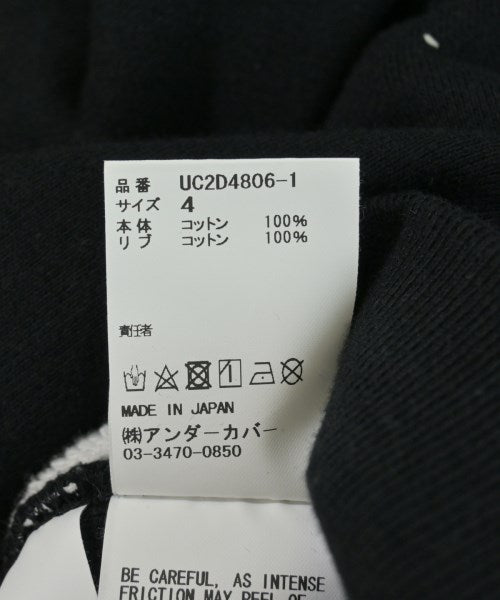 品番 UC2D4806-1
サイズ 4
本体 コットン 100%
リブ コットン 100%
責任者
MADE IN JAPAN
㈱アンダーカバー
03-3470-0850
BE CAREFUL, AS INTENSE
FRICTION MAY PEEL OF